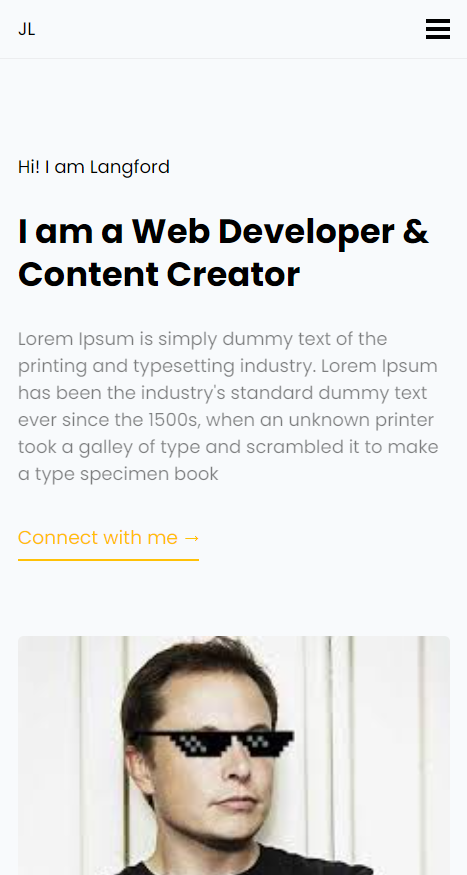 JL
Hi! I am Langford
I am a Web Developer &
Content Creator
Lorem Ipsum is simply dummy text of the
printing and typesetting industry. Lorem Ipsum
has been the industry's standard dummy text
ever since the 1500s, when an unknown printer
took a galley of type and scrambled it to make
a type specimen book
Connect with me →